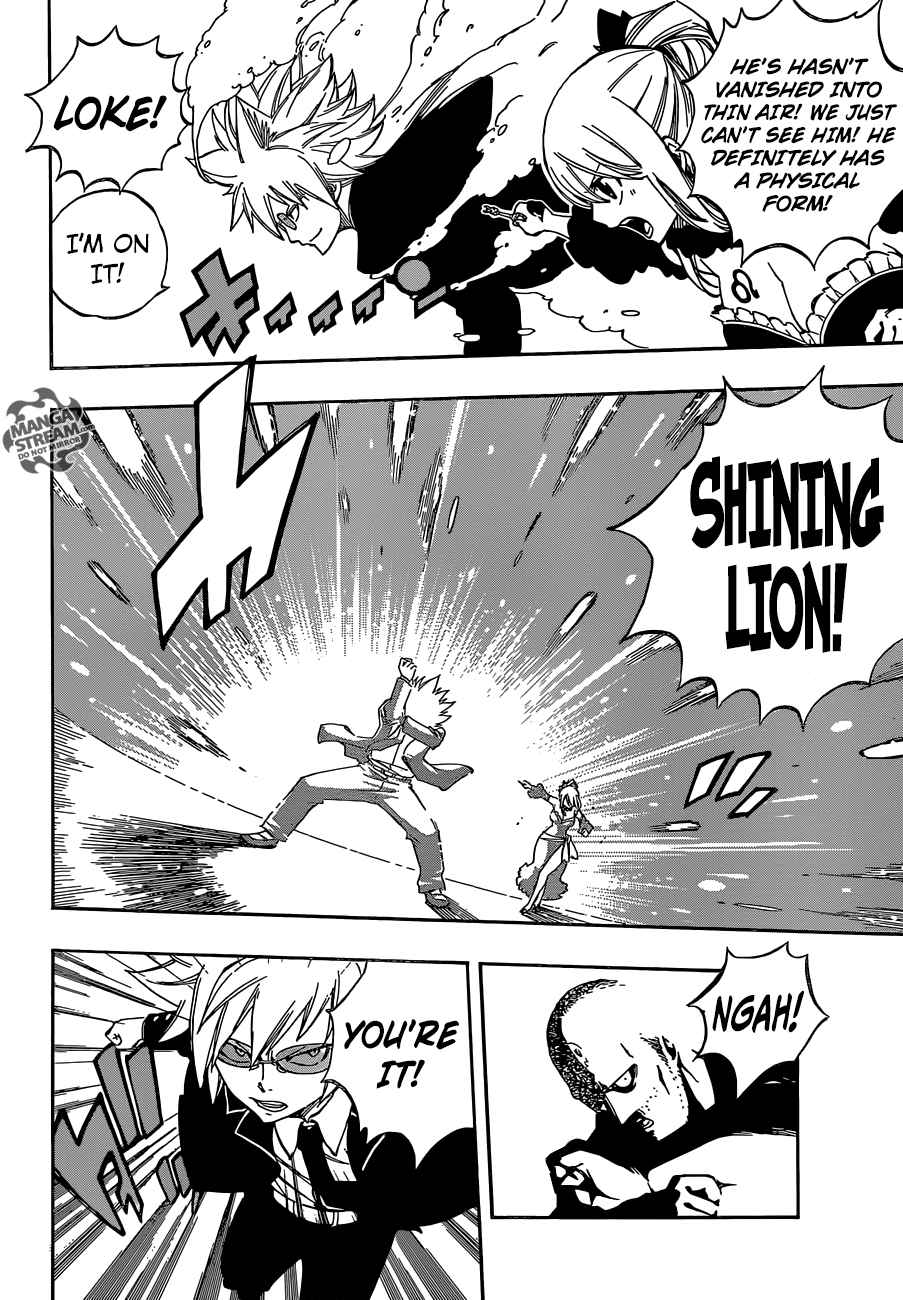 HE'S HASN'T
VANISHED INTO
THIN AIR! WE JUST
CAN'T SEE HIM! HE
DEFINITELY HAS
A PHYSICAL
FORM!
LOKE!
I'M ON
IT!
MANGA
STREAM.com
DO NOT MIRROR
SHINING
LION!
NGAH!
YOU'RE
IT!